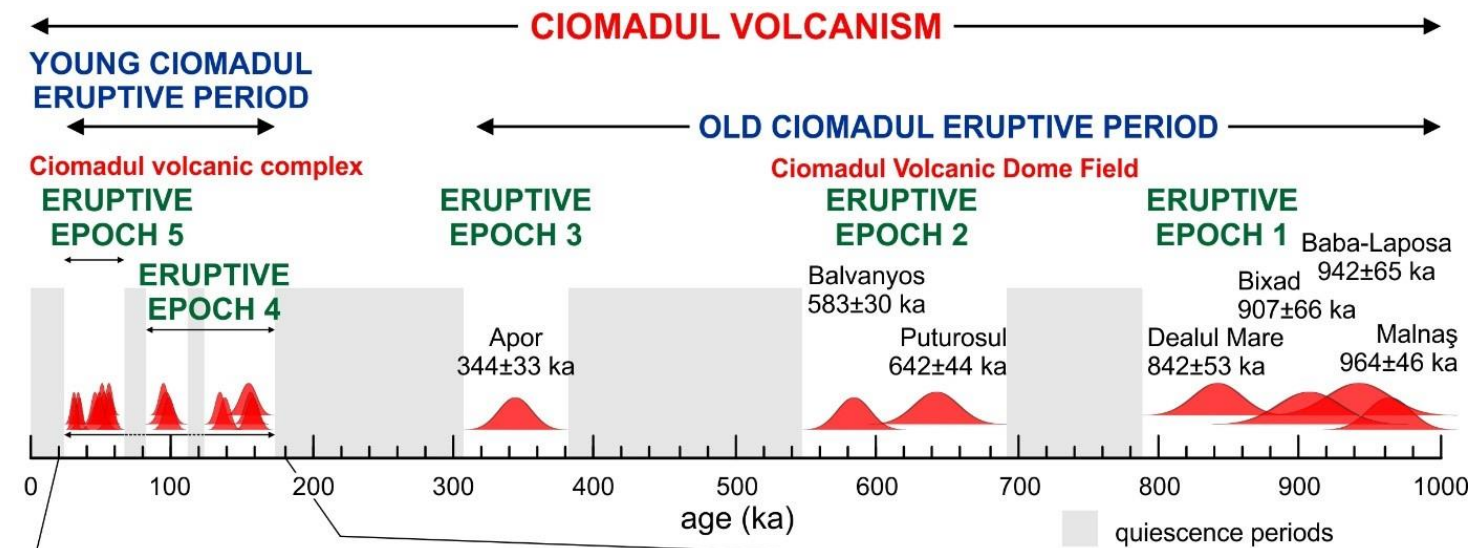 CIOMADUL VOLCANISM
YOUNG CIOMADUL
ERUPTIVE PERIOD
OLD CIOMADUL ERUPTIVE PERIOD
Ciomadul volcanic complex
Ciomadul Volcanic Dome Field
ERUPTIVE
EPOCH 5
ERUPTIVE
EPOCH 4
ERUPTIVE
EPOCH 3
ERUPTIVE
EPOCH 2
ERUPTIVE
EPOCH 1
Apor
344±33 ka
Balvanyos
583±30 ka
Puturosul
642±44 ka
Dealul Mare
842±53 ka
Bixad
907±66 ka
Baba-Laposa
942±65 ka
Malnaş
964±46 ka
0 100 200 300 400 500 600 700 800 900 1000
age (ka)
quiescence periods